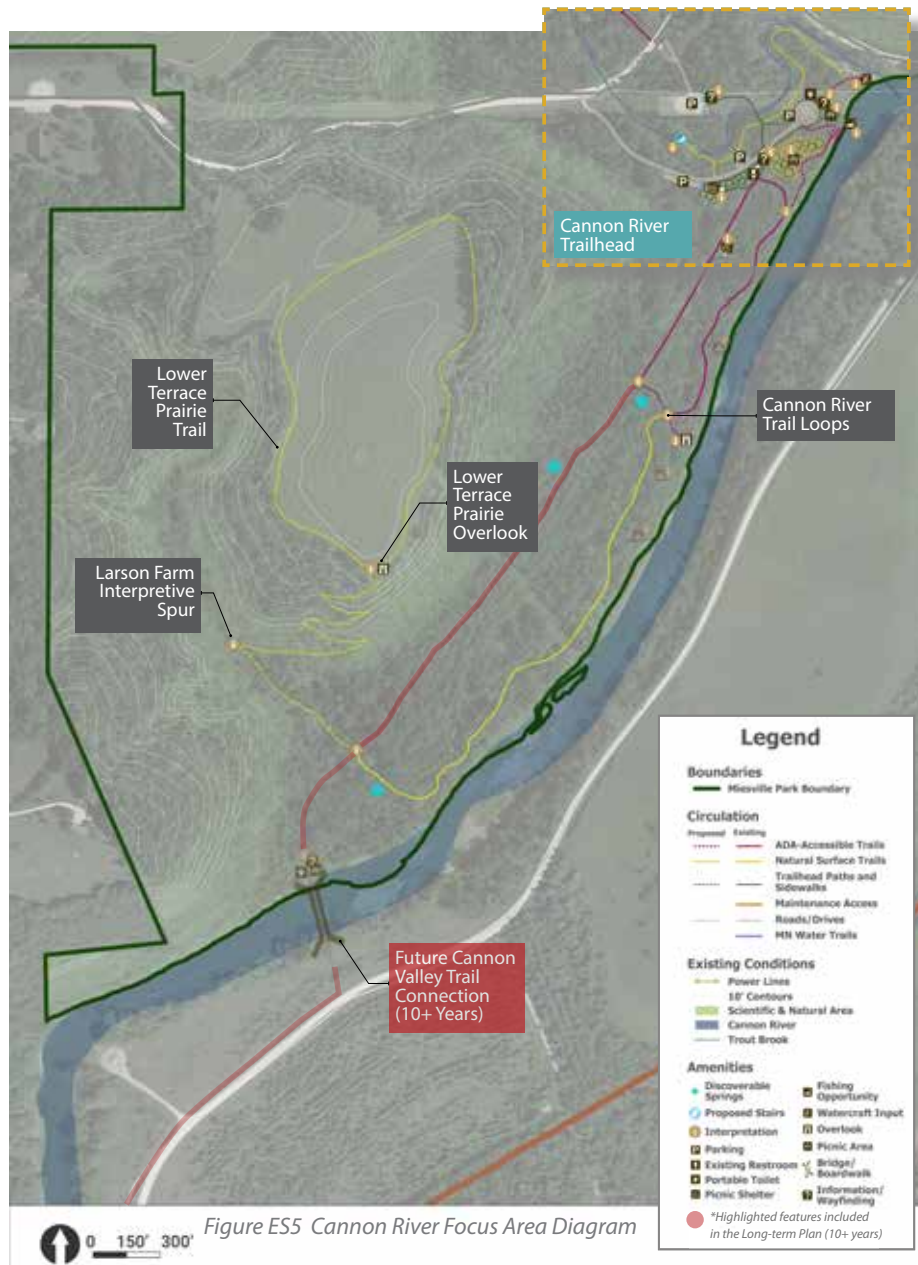 Cannon River
Trailhead
Lower
Terrace
Prairie
Trail
Cannon River
Trail Loops
Lower
Terrace
Prairie
Overlook
Larson Farm
Interpretive
Spur
Future Cannon
Valley Trail
Connection
(10+ Years)
Legend
Boundaries
Miesville Park Boundary
Circulation
Proposed Existing
ADA-Accessible Trails
Natural Surface Trails
Trailhead Paths and
Sidewalks
Maintenance Access
Roads/Drives
MN Water Trails
Existing Conditions
Power Lines
10' Contours
Scientific & Natural Area
Cannon River
Trout Brook
Amenities
Discoverable
Springs
Proposed Stairs
Interpretation
Parking
Existing Restroom
Portable Toilet
Picnic Shelter
Fishing
Opportunity
Watercraft Input
Overlook
Picnic Area
Bridge/
Boardwalk
Information/
Wayfinding
*Highlighted features included
in the Long-term Plan (10+ years)
0 150' 300'
Figure ES5 Cannon River Focus Area Diagram